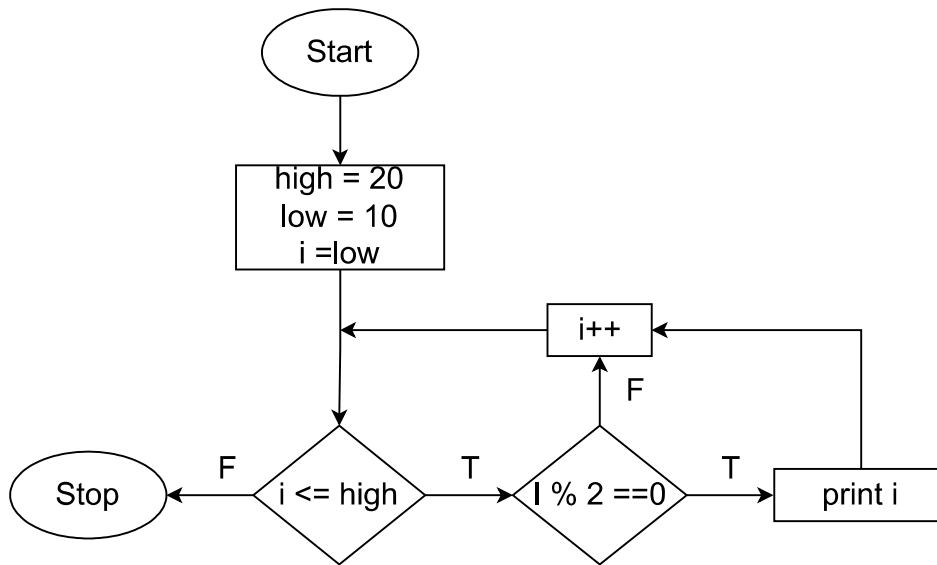 Start
high = 20
low = 10
i =low
i++
F
F
T
T
Stop
i <= high
I % 2 ==0
print i